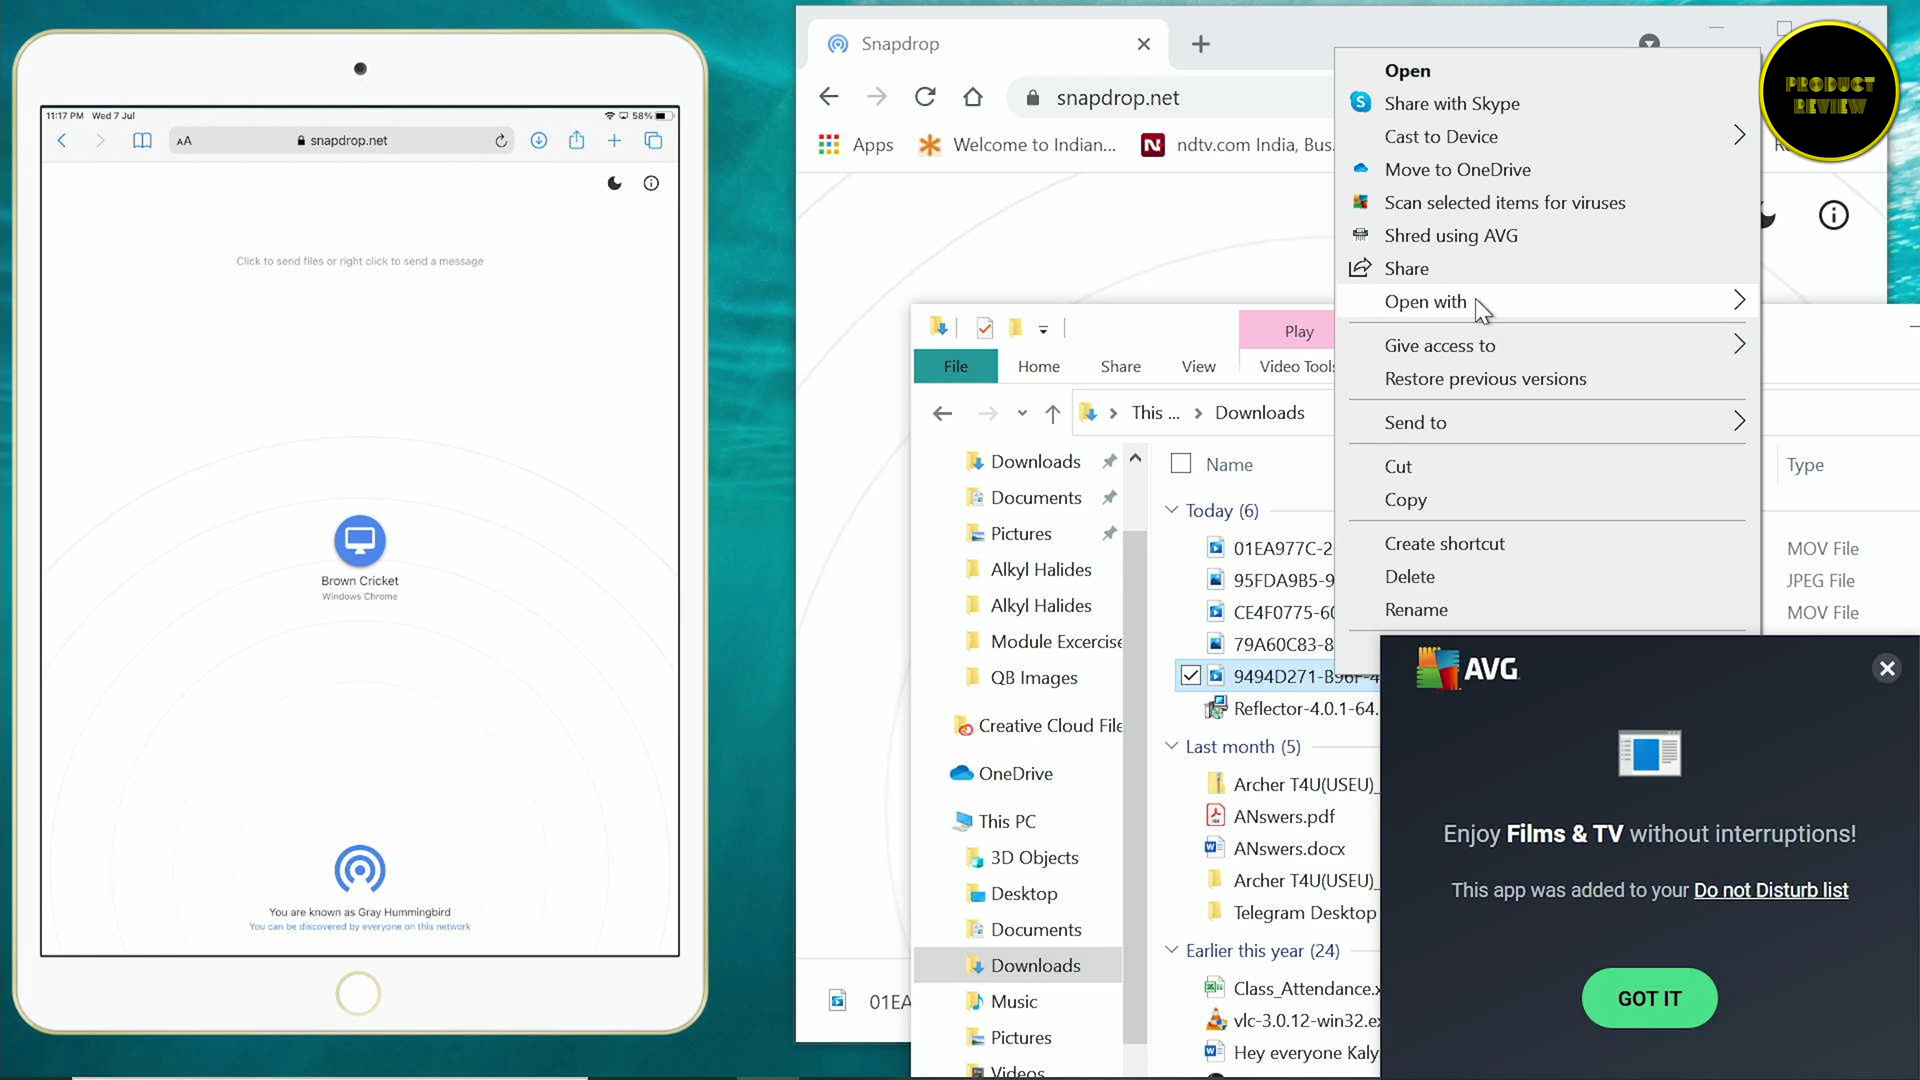 11:17 PM Wed 7 Jul
58%
AA
snapdrop.net
Click to send files or right click to send a message
Brown Cricket
Windows Chrome
You are known as Gray Hummingbird
You can be discovered by everyone on this network
Snapdrop
snapdrop.net
Apps
Welcome to Indian...
ndtv.com India, Bus.
PRODUCT
REVIEW
Open
Share with Skype
Cast to Device
Move to OneDrive
Scan selected items for viruses
Shred using AVG
Share
Open with
Give access to
Restore previous versions
Send to
Cut
Copy
Create shortcut
Delete
Rename
Play
File
Home
Share
View
Video Tools
This ...
Downloads
Downloads
Documents
Pictures
Alkyl Halides
Alkyl Halides
Module Excercise
QB Images
Creative Cloud File
OneDrive
This PC
3D Objects
Desktop
Documents
Downloads
Music
Pictures
Videos
Name
Type
Today (6)
01EA977C-2
MOV File
95FDA9B5-9
JPEG File
CE4F0775-60
MOV File
79A60C83-8
9494D271-B96F-4
Reflector-4.0.1-64.
Last month (5)
Archer T4U(USEU)_
ANswers.pdf
ANswers.docx
Archer T4U(USEU)_
Telegram Desktop
Earlier this year (24)
Class_Attendance.x
vlc-3.0.12-win32.ex
Hey everyone Kaly
01EA
AVG
Enjoy Films & TV without interruptions!
This app was added to your Do not Disturb list
GOT IT